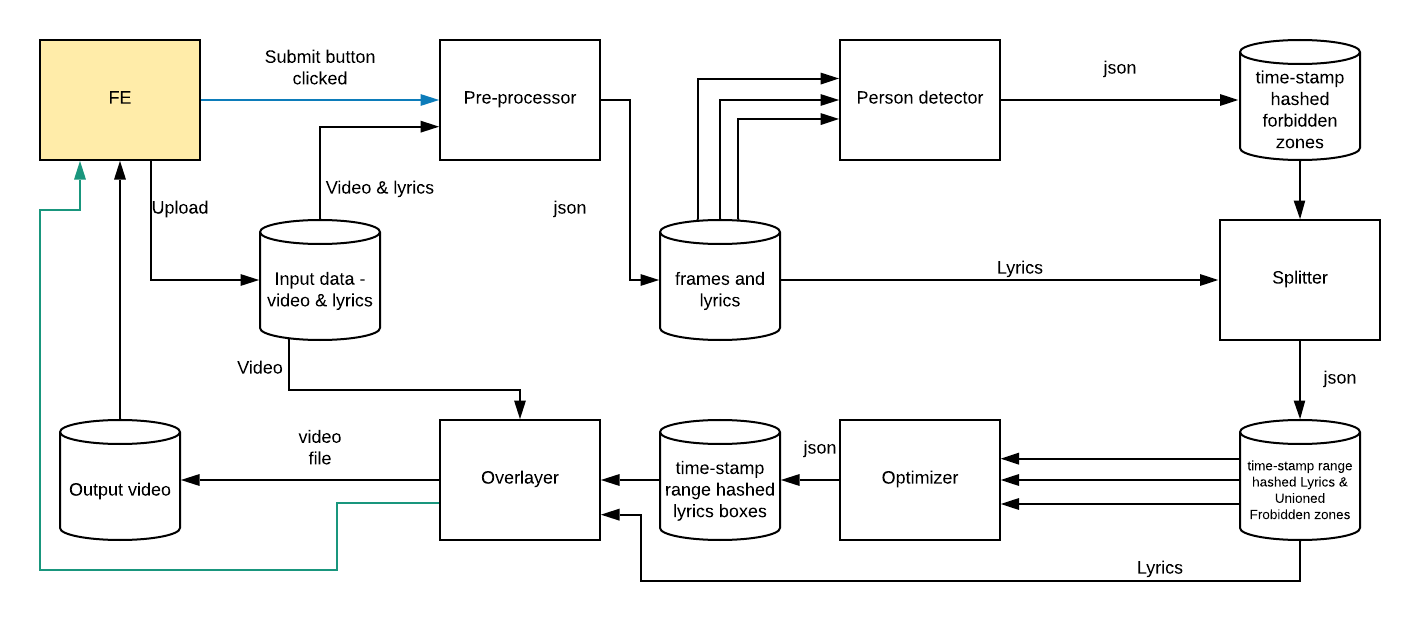 Submit button
clicked
FE
Pre-processor
Person detector
json
time-stamp
hashed
forbidden
zones
Upload
Video & lyrics
json
Input data -
video & lyrics
frames and
lyrics
Lyrics
Splitter
Video
json
video
file
Output video
Overlayer
time-stamp
range hashed
lyrics boxes
json
Optimizer
time-stamp range
hashed Lyrics &
Unioned
Frobidden zones
Lyrics